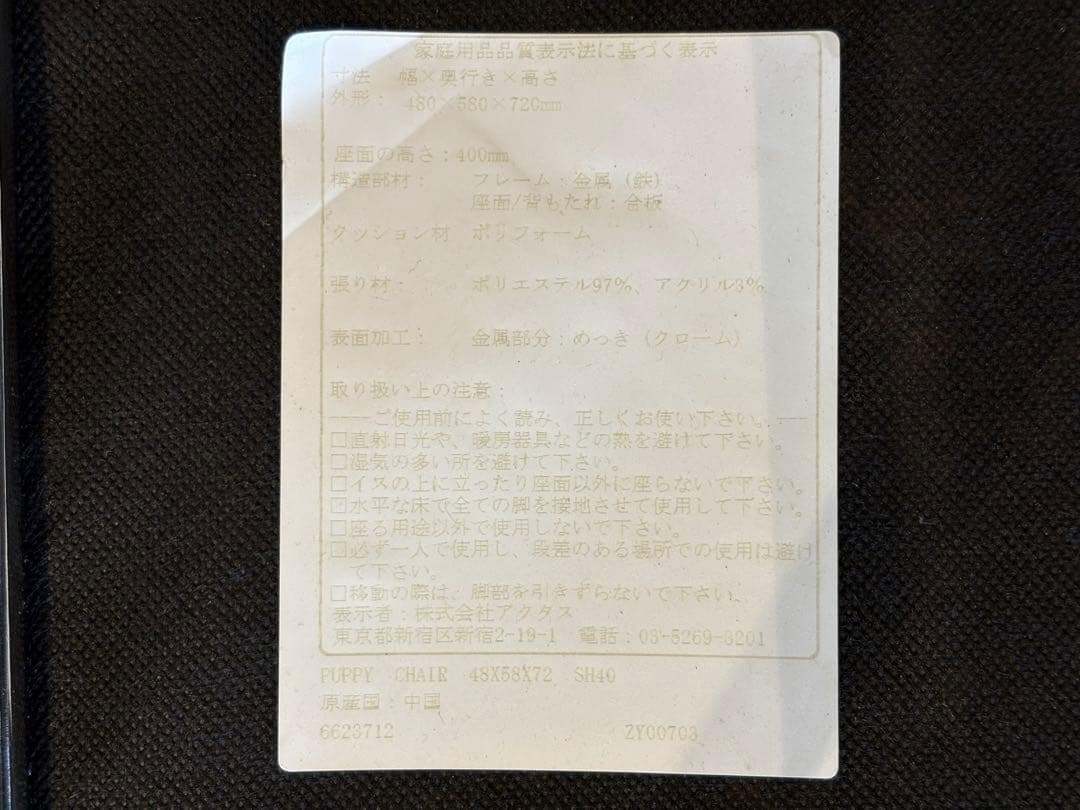 家庭用品品質表示法に基づく表示
寸法 幅×奥行き×高さ
外形： 480×580×720mm
座面の高さ：400mm
構造部材： フレーム：金属（鉄）
座面/背もたれ：合板
クッション材 ポリフォーム
張り材： ポリエステル97%、アクリル3%
表面加工： 金属部分：めっき（クローム）
取り扱い上の注意：
――ご使用前によく読み、正しくお使い下さい。――
□直射日光や、暖房器具などの熱を避けて下さい。
□湿気の多い所を避けて下さい。
□イスの上に立ったり座面以外に座らないで下さい。
□水平な床で全ての脚を接地させて使用して下さい。
□座る用途以外で使用しないで下さい。
□必ず一人で使用し、段差のある場所での使用は避け
て下さい。
□移動の際は、脚部を引きずらないで下さい。
表示者：株式会社アクタス
東京都新宿区新宿2-19-1 電話：03-5269-3201
PUPPY CHAIR 48X58X72 SH40
原産国：中国
6623712 ZY00703